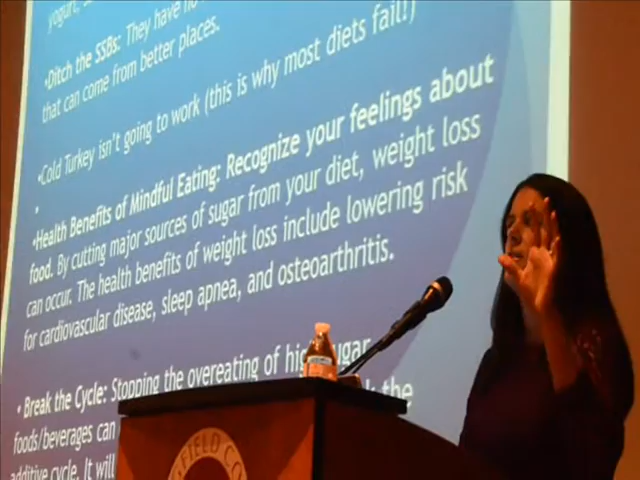 yogurt,
•Ditch the SSBs: They have no
that can come from better places.
•Cold Turkey isn't going to work (this is why most diets fail!)
•
•Health Benefits of Mindful Eating: Recognize your feelings about
food. By cutting major sources of sugar from your diet, weight loss
can occur. The health benefits of weight loss include lowering risk
for cardiovascular disease, sleep apnea, and osteoarthritis.
•Break the Cycle: Stopping the overeating of hi sugar
foods/beverages can the
additive cycle. It will
FIELD CO